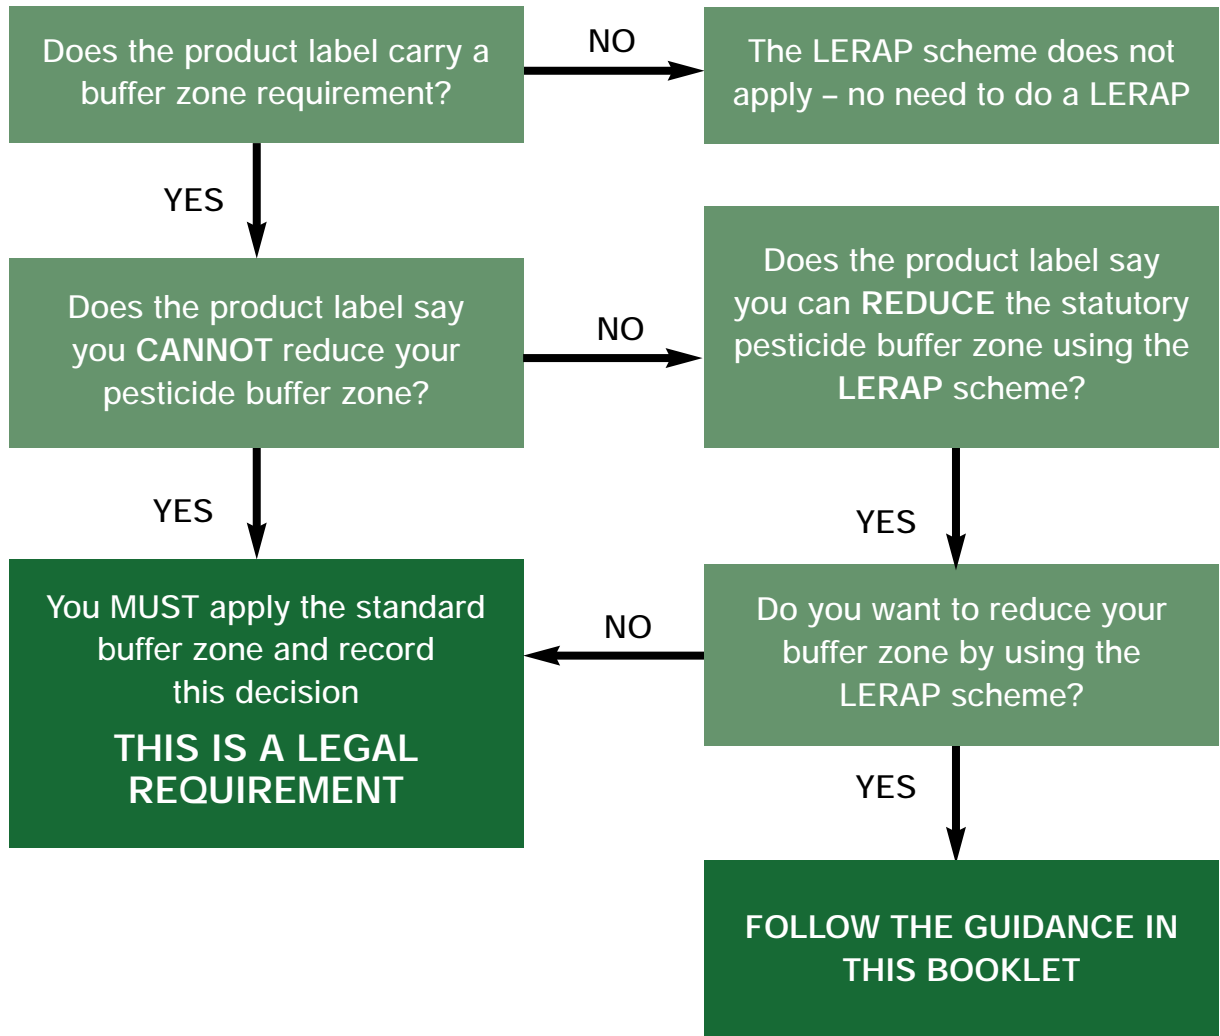 Does the product label carry a
buffer zone requirement?
NO
The LERAP scheme does not
apply – no need to do a LERAP
YES
Does the product label say
you CANNOT reduce your
pesticide buffer zone?
NO
Does the product label say
you can REDUCE the statutory
pesticide buffer zone using the
LERAP scheme?
YES
YES
You MUST apply the standard
buffer zone and record
this decision
THIS IS A LEGAL
REQUIREMENT
NO
Do you want to reduce your
buffer zone by using the
LERAP scheme?
YES
FOLLOW THE GUIDANCE IN
THIS BOOKLET